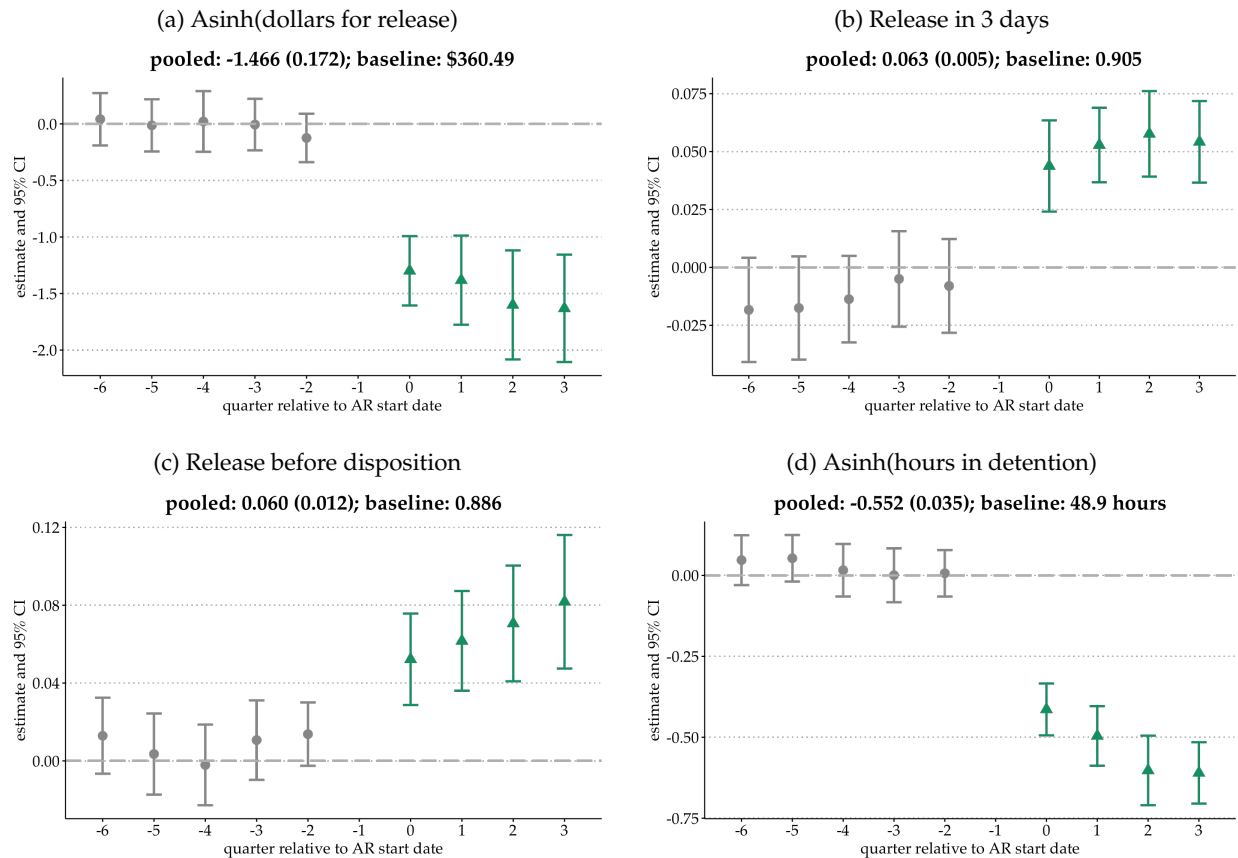 (a) Asinh(dollars for release)
pooled: -1.466 (0.172); baseline: $360.49
estimate and 95% CI
0.0
-0.5
-1.0
-1.5
-2.0
-6 -5 -4 -3 -2 -1 0 1 2 3
quarter relative to AR start date
(b) Release in 3 days
pooled: 0.063 (0.005); baseline: 0.905
estimate and 95% CI
0.075
0.050
0.025
0.000
-0.025
-6 -5 -4 -3 -2 -1 0 1 2 3
quarter relative to AR start date
(c) Release before disposition
pooled: 0.060 (0.012); baseline: 0.886
estimate and 95% CI
0.12
0.08
0.04
0.00
-6 -5 -4 -3 -2 -1 0 1 2 3
quarter relative to AR start date
(d) Asinh(hours in detention)
pooled: -0.552 (0.035); baseline: 48.9 hours
estimate and 95% CI
0.00
-0.25
-0.50
-0.75
-6 -5 -4 -3 -2 -1 0 1 2 3
quarter relative to AR start date